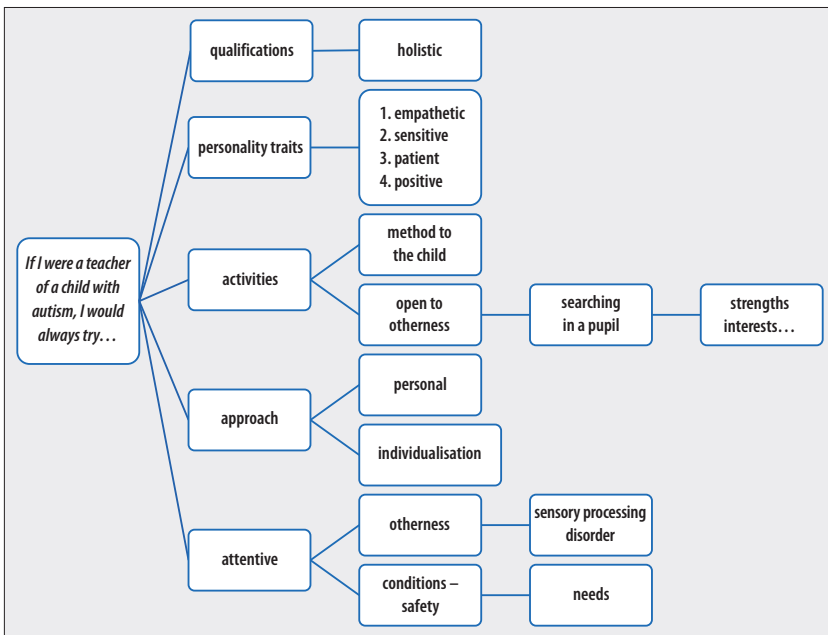 If I were a teacher
of a child with
autism, I would
always try…
qualifications
holistic
personality traits
1. empathetic
2. sensitive
3. patient
4. positive
activities
method to
the child
open to
otherness
searching
in a pupil
strengths
interests…
approach
personal
individualisation
attentive
otherness
sensory processing
disorder
conditions –
safety
needs